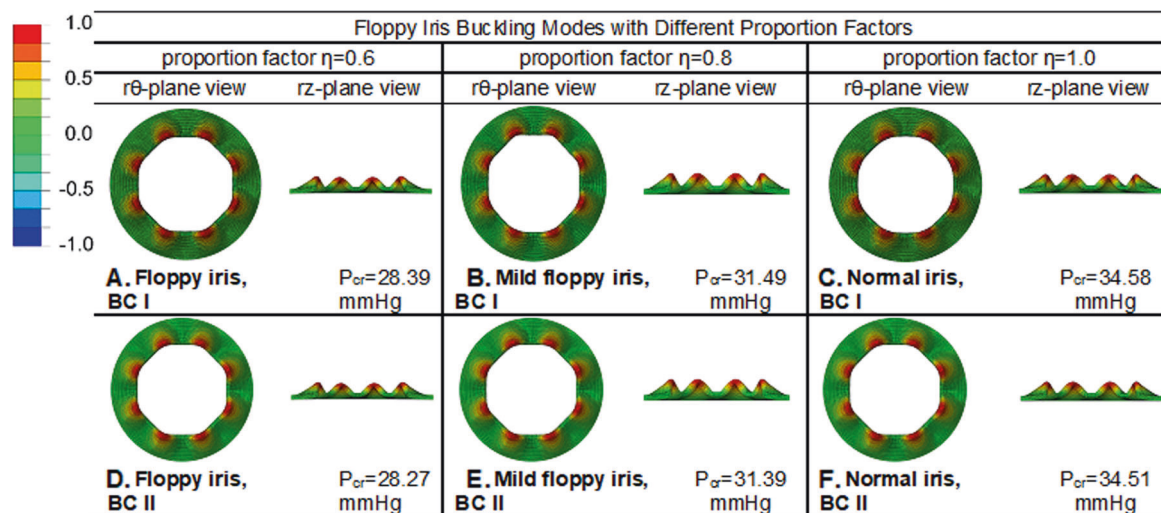 Floppy Iris Buckling Modes with Different Proportion Factors
proportion factor η=0.6
proportion factor η=0.8
proportion factor η=1.0
rθ-plane view
rz-plane view
rθ-plane view
rz-plane view
rθ-plane view
rz-plane view
1.0
0.5
0.0
-0.5
-1.0
A. Floppy iris,
BC I
Pcr=28.39
mmHg
B. Mild floppy iris,
BC I
Pcr=31.49
mmHg
C. Normal iris,
BC I
Pcr=34.58
mmHg
D. Floppy iris,
BC II
Pcr=28.27
mmHg
E. Mild floppy iris,
BC II
Pcr=31.39
mmHg
F. Normal iris,
BC II
Pcr=34.51
mmHg